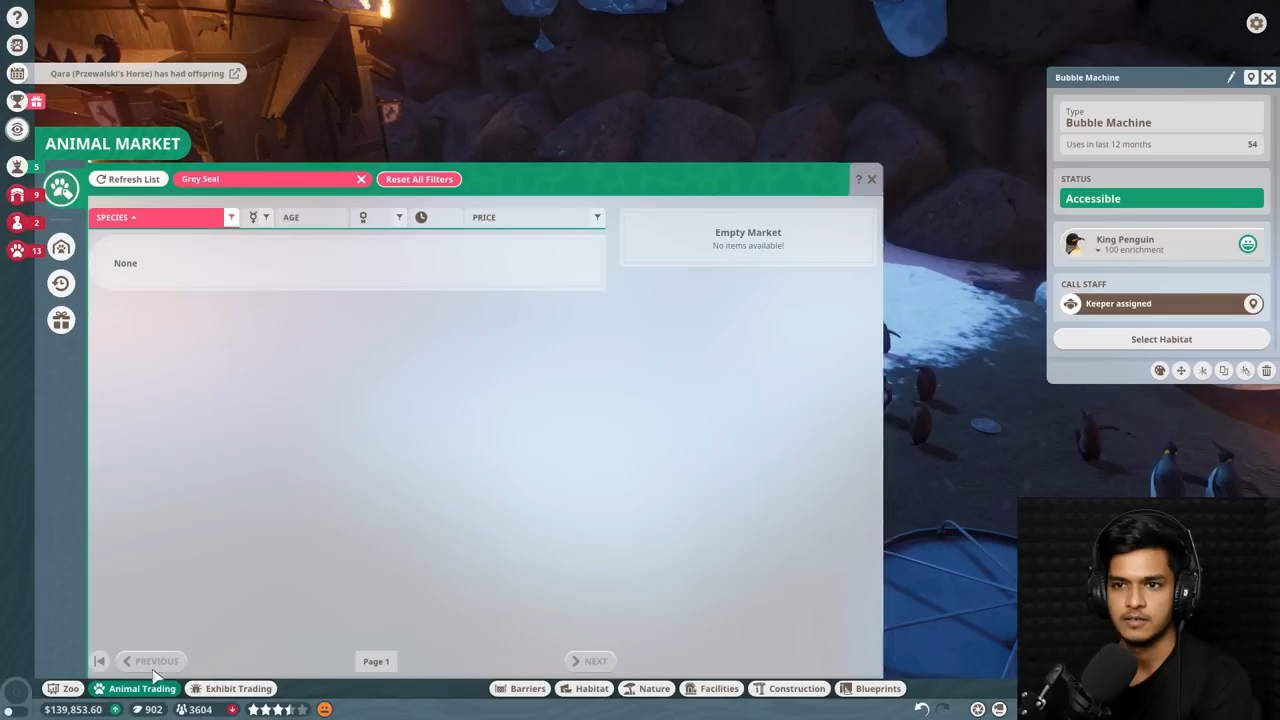 Qara (Przewalski's Horse) has had offspring
ANIMAL MARKET
5
9
2
13
Refresh List
Grey Seal
Reset All Filters
?
SPECIES
AGE
PRICE
None
Empty Market
No items available!
PREVIOUS
Page 1
NEXT
Bubble Machine
Type
Bubble Machine
Uses in last 12 months 54
STATUS
Accessible
King Penguin
100 enrichment
CALL STAFF
Keeper assigned
Select Habitat
Zoo
Animal Trading
Exhibit Trading
Barriers
Habitat
Nature
Facilities
Construction
Blueprints
$139,853.60
902
3604